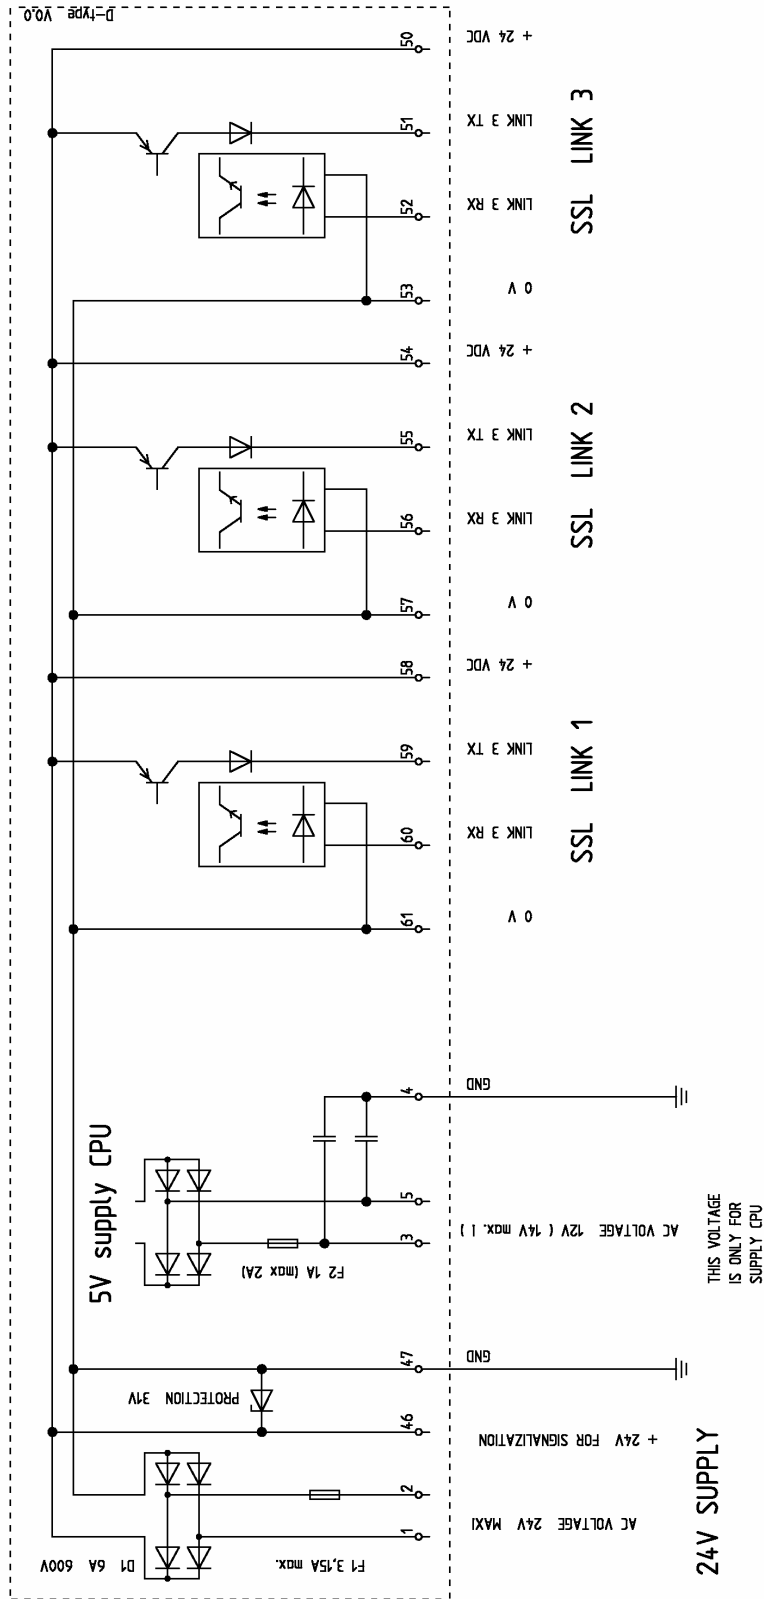 D-type V0.0
50
+ 24 VDC
51
LINK 3 TX
52
LINK 3 RX
53
0 V
SSL LINK 3
54
+ 24 VDC
55
LINK 3 TX
56
LINK 3 RX
57
0 V
SSL LINK 2
58
+ 24 VDC
59
LINK 3 TX
60
LINK 3 RX
61
0 V
SSL LINK 1
5V supply CPU
4
GND
5
3
AC VOLTAGE 12V ( 14V max. ! )
F2 1A (max 2A)
THIS VOLTAGE
IS ONLY FOR
SUPPLY CPU
47
GND
PROTECTION 31V
46
+ 24V FOR SIGNALIZATION
2
1
AC VOLTAGE 24V MAX!
24V SUPPLY
D1 6A 600V
F1 3,15A max.